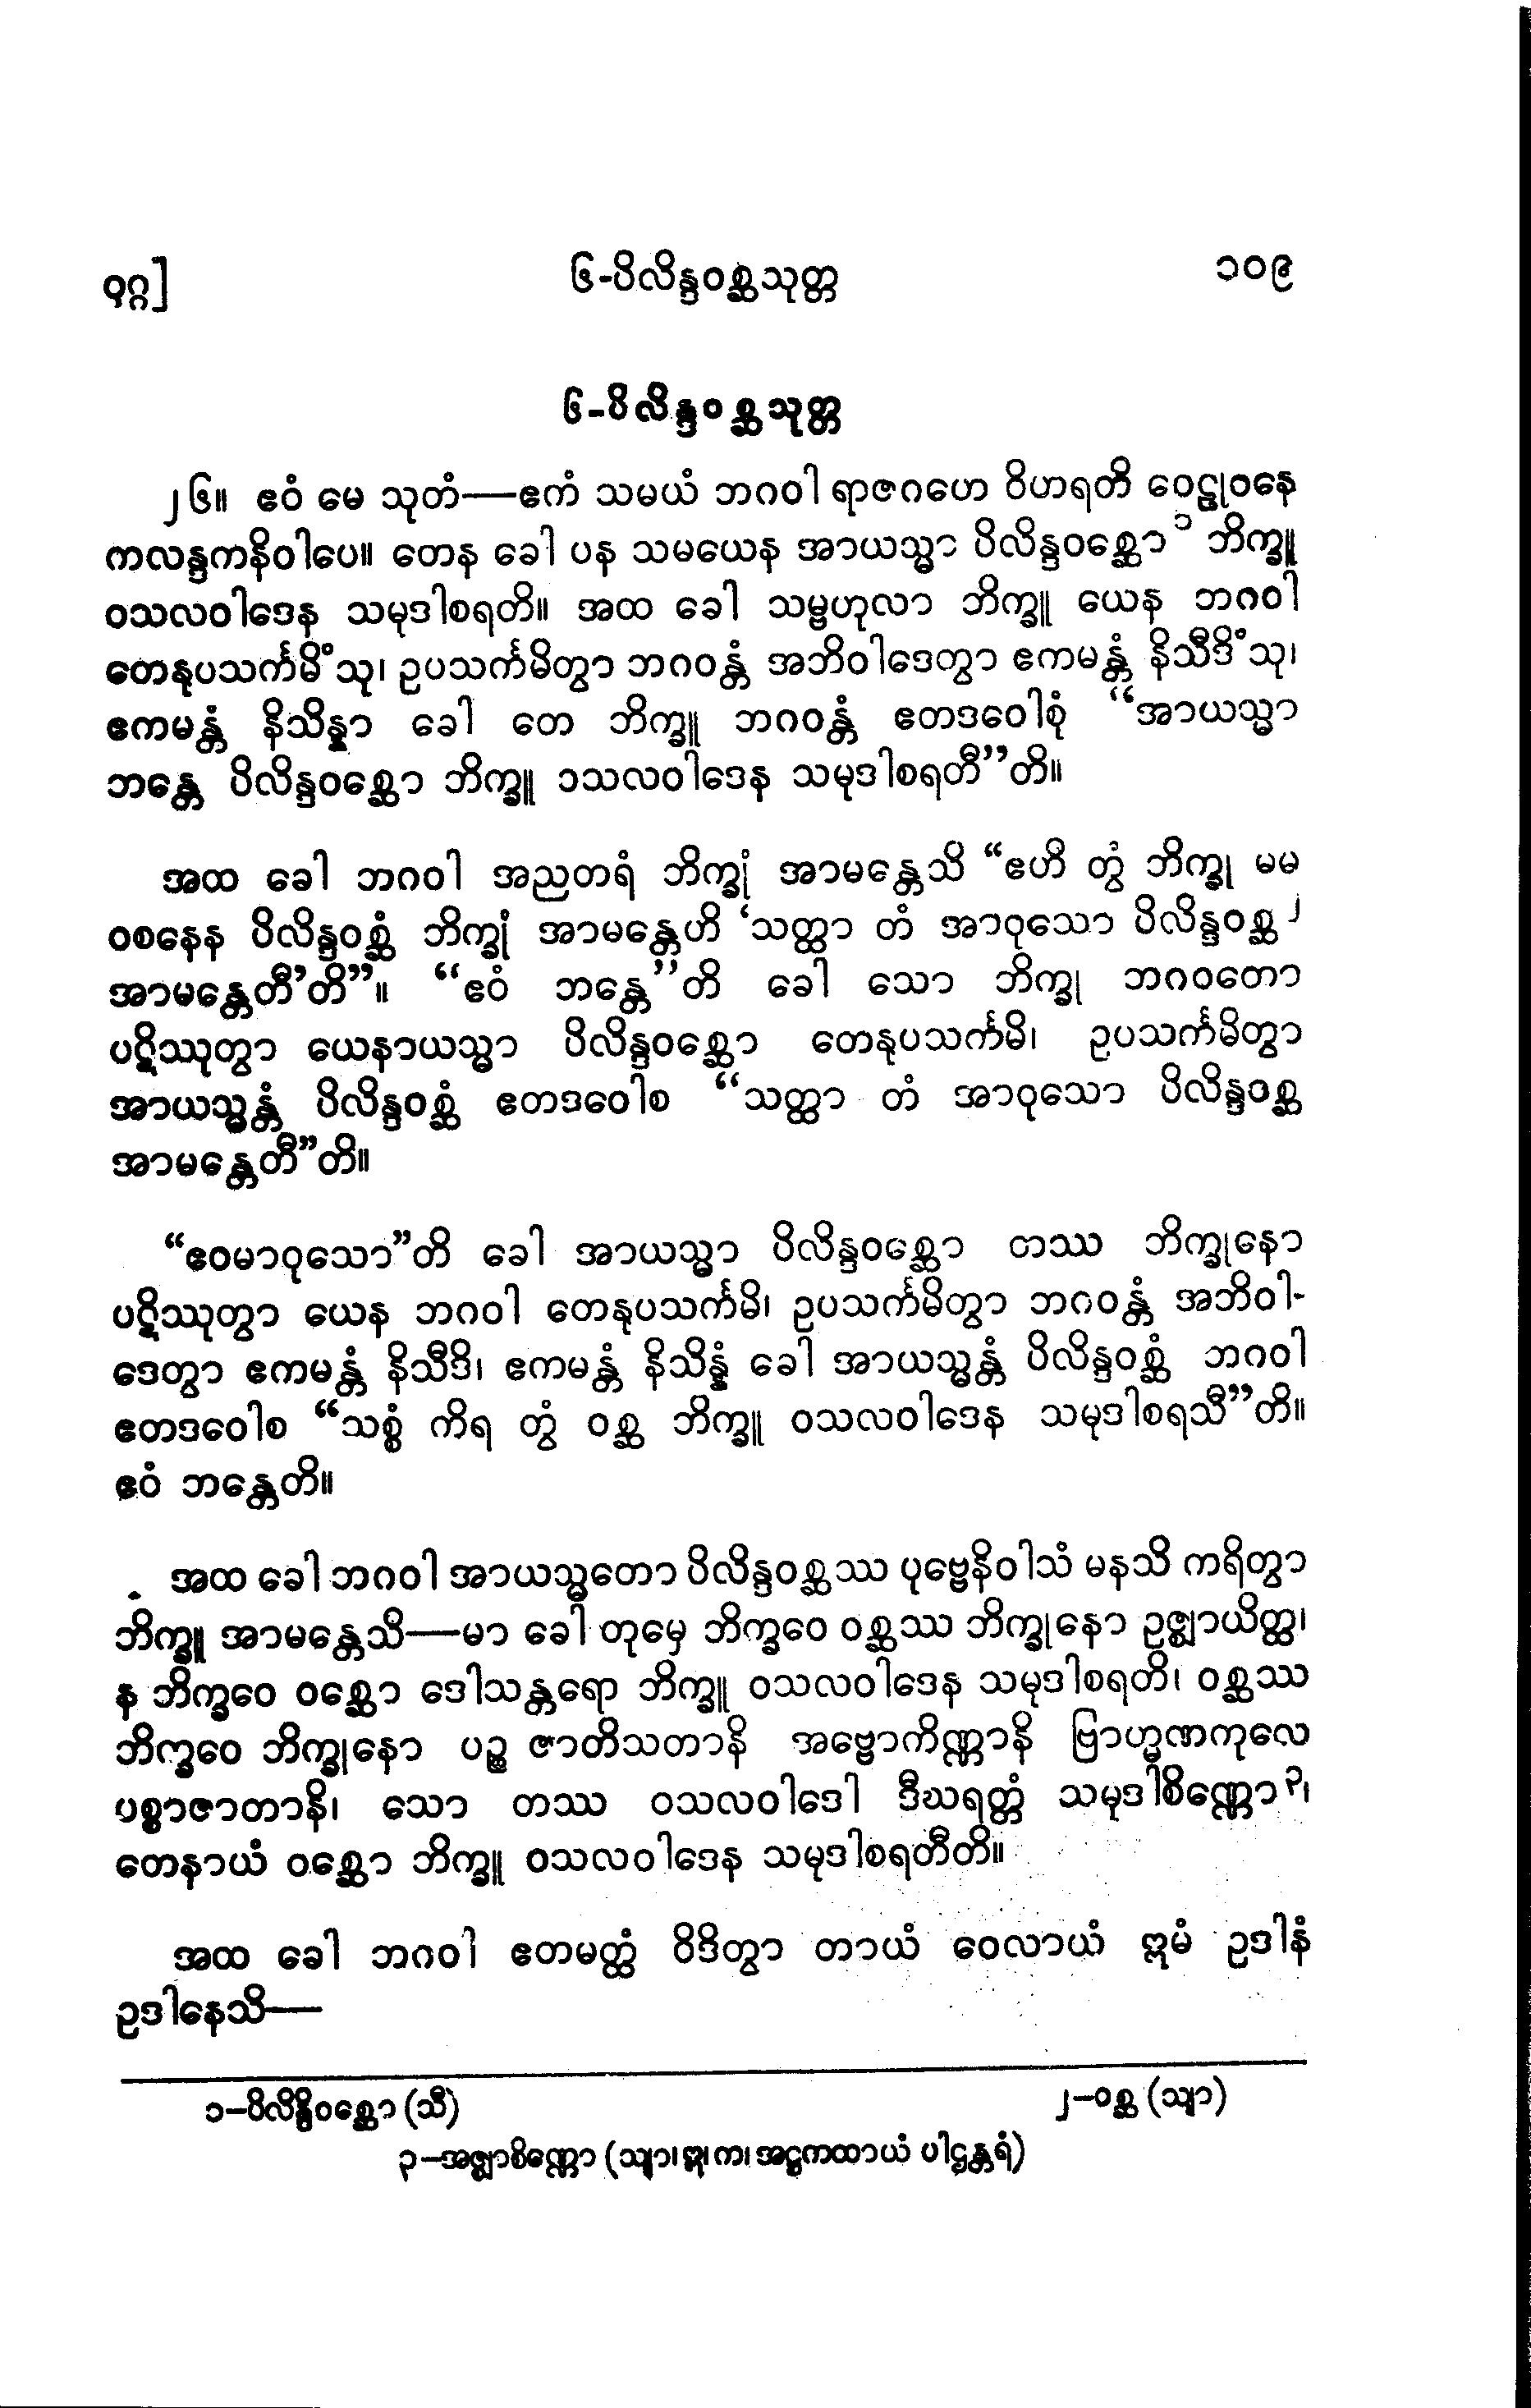 ဝဂ္ဂ]
၆-ပိလိန္ဒဝစ္ဆသုတ္တ
၁၀၉
၆-ပိလိန္ဒဝစ္ဆသုတ္တ
၂၆။ ဧဝံ မေ သုတံ—ဧကံ သမယံ ဘဂဝါ ရာဇဂဟေ ဝိဟရတိ ဝေဠုဝနေ
ကလန္ဒကနိဝါပေ။ တေန ခေါ ပန သမယေန အာယသ္မာ ပိလိန္ဒဝစ္ဆော၁ ဘိက္ခူ
ဝသလဝါဒေန သမုဒါစရတိ။ အထ ခေါ သမ္ဗဟုလာ ဘိက္ခူ ယေန ဘဂဝါ
တေနုပသင်္ကမိံသု၊ ဥပသင်္ကမိတွာ ဘဂဝန္တံ အဘိဝါဒေတွာ ဧကမန္တံ နိသီဒိံသု၊
ဧကမန္တံ နိသိန္နာ ခေါ တေ ဘိက္ခူ ဘဂဝန္တံ ဧတဒဝေါစုံ “အာယသ္မာ
ဘန္တေ ပိလိန္ဒဝစ္ဆော ဘိက္ခူ ဝသလဝါဒေန သမုဒါစရတီ”တိ။
အထ ခေါ ဘဂဝါ အညတရံ ဘိက္ခုံ အာမန္တေသိ “ဧဟိ တွံ ဘိက္ခု မမ
ဝစနေန ပိလိန္ဒဝစ္ဆံ ဘိက္ခုံ အာမန္တေဟိ ‘သတ္ထာ တံ အာဝုသော ပိလိန္ဒဝစ္ဆ၂
အာမန္တေတီ’တိ”။ “ဧဝံ ဘန္တေ”တိ ခေါ သော ဘိက္ခု ဘဂဝတော
ပဋိဿုတွာ ယေနာယသ္မာ ပိလိန္ဒဝစ္ဆော တေနုပသင်္ကမိ၊ ဥပသင်္ကမိတွာ
အာယသ္မန္တံ ပိလိန္ဒဝစ္ဆံ ဧတဒဝေါစ “သတ္ထာ တံ အာဝုသော ပိလိန္ဒဝစ္ဆ
အာမန္တေတီ”တိ။
“ဧဝမာဝုသော”တိ ခေါ အာယသ္မာ ပိလိန္ဒဝစ္ဆော တဿ ဘိက္ခုနော
ပဋိဿုတွာ ယေန ဘဂဝါ တေနုပသင်္ကမိ၊ ဥပသင်္ကမိတွာ ဘဂဝန္တံ အဘိဝါ-
ဒေတွာ ဧကမန္တံ နိသီဒိ၊ ဧကမန္တံ နိသိန္နံ ခေါ အာယသ္မန္တံ ပိလိန္ဒဝစ္ဆံ ဘဂဝါ
ဧတဒဝေါစ “သစ္စံ ကိရ တွံ ဝစ္ဆ ဘိက္ခူ ဝသလဝါဒေန သမုဒါစရသီ”တိ။
ဧဝံ ဘန္တေတိ။
အထ ခေါ ဘဂဝါ အာယသ္မတော ပိလိန္ဒဝစ္ဆဿ ပုဗ္ဗေနိဝါသံ မနသိ ကရိတွာ
ဘိက္ခူ အာမန္တေသိ—မာ ခေါ တုမှေ ဘိက္ခဝေ ဝစ္ဆဿ ဘိက္ခုနော ဥဇ္ဈာယိတ္ထ၊
န ဘိက္ခဝေ ဝစ္ဆော ဒေါသန္တရော ဘိက္ခူ ဝသလဝါဒေန သမုဒါစရတိ၊ ဝစ္ဆဿ
ဘိက္ခဝေ ဘိက္ခုနော ပဉ္စ ဇာတိသတာနိ အဗ္ဗောကိဏ္ဏာနိ ဗြာဟ္မဏကုလေ
ပစ္စာဇာတာနိ၊ သော တဿ ဝသလဝါဒေါ ဒီဃရတ္တံ သမုဒါစိဏ္ဏော၃၊
တေနာယံ ဝစ္ဆော ဘိက္ခူ ဝသလဝါဒေန သမုဒါစရတီတိ။
အထ ခေါ ဘဂဝါ ဧတမတ္ထံ ဝိဒိတွာ တာယံ ဝေလာယံ ဣမံ ဥဒါနံ
ဥဒါနေသိ—
၁-ပိလိန္ဒိဝစ္ဆော (သီ)
၂-ဝစ္ဆ (သျာ)
၃-အဇ္ဈာစိဏ္ဏော (သျာ၊ ဣ၊ က၊ အဋ္ဌကထာယံ ပါဌန္တရံ)